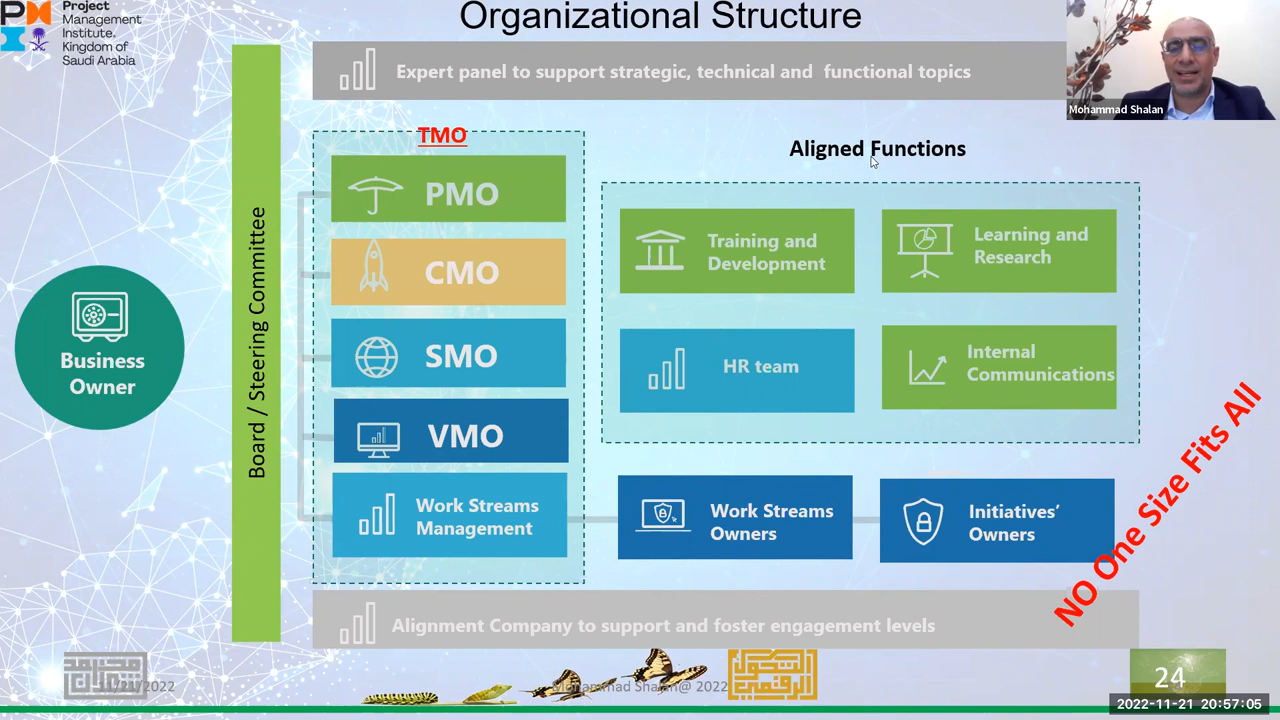 Project
Management
Institute.
Kingdom of
Saudi Arabia
Organizational Structure
Expert panel to support strategic, technical and functional topics
Mohammad Shalan
Business
Owner
Board / Steering Committee
TMO
PMO
CMO
SMO
VMO
Work Streams
Management
Aligned Functions
Training and
Development
Learning and
Research
HR team
Internal
Communications
Work Streams
Owners
Initiatives’
Owners
NO One Size Fits All
Alignment Company to support and foster engagement levels
11/21/2022
Mohammad Shalan@ 2022
24
2022-11-21 20:57:05